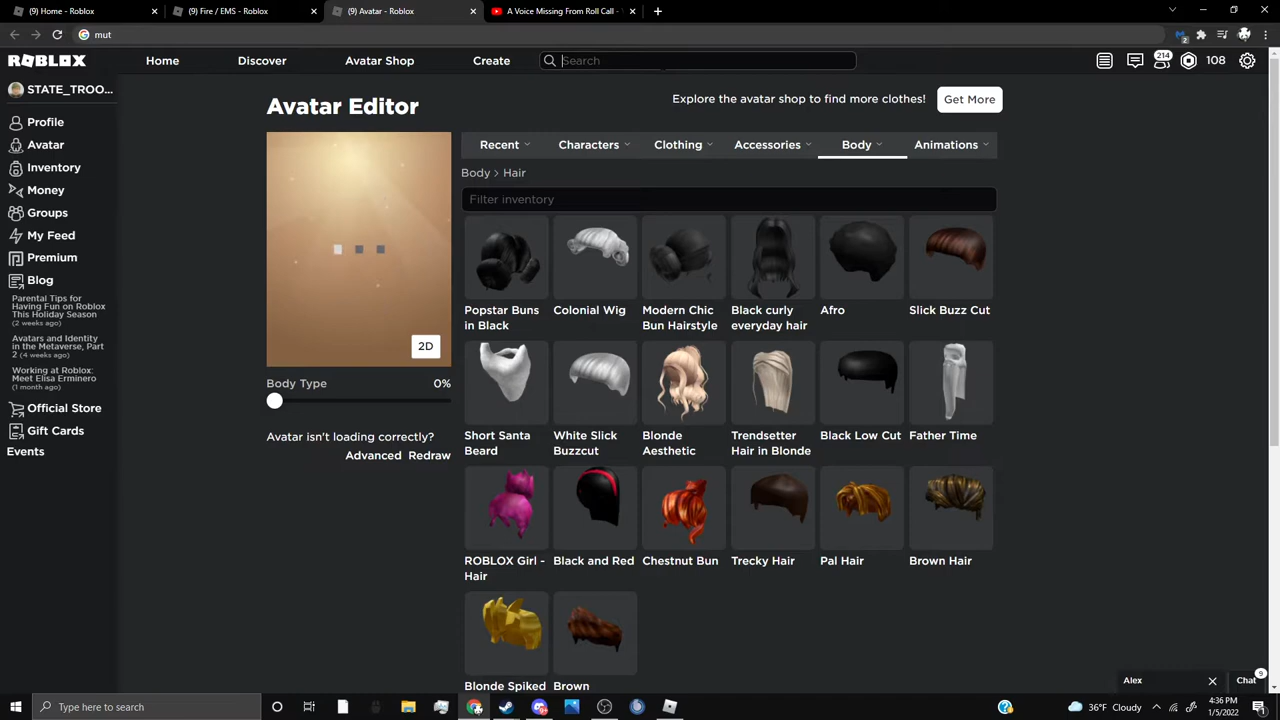 (9) Home - Roblox
(9) Fire / EMS - Roblox
(9) Avatar - Roblox
A Voice Missing From Roll Call -
mut
2
ROBLOX
Home
Discover
Avatar Shop
Create
Search
214
108
STATE_TROO...
Profile
Avatar
Inventory
Money
Groups
My Feed
Premium
Blog
Parental Tips for
Having Fun on Roblox
This Holiday Season
(2 weeks ago)
Avatars and Identity
in the Metaverse, Part
2 (4 weeks ago)
Working at Roblox:
Meet Elisa Erminero
(1 month ago)
Official Store
Gift Cards
Events
Avatar Editor
Explore the avatar shop to find more clothes!
Get More
2D
Body Type
0%
Avatar isn't loading correctly?
Advanced
Redraw
Recent
Characters
Clothing
Accessories
Body
Animations
Body > Hair
Filter inventory
Popstar Buns
in Black
Colonial Wig
Modern Chic
Bun Hairstyle
Black curly
everyday hair
Afro
Slick Buzz Cut
Short Santa
Beard
White Slick
Buzzcut
Blonde
Aesthetic
Trendsetter
Hair in Blonde
Black Low Cut
Father Time
ROBLOX Girl -
Hair
Black and Red
Chestnut Bun
Trecky Hair
Pal Hair
Brown Hair
Blonde Spiked
Brown
Alex
Chat
9
Type here to search
36°F Cloudy
4:36 PM
1/5/2022